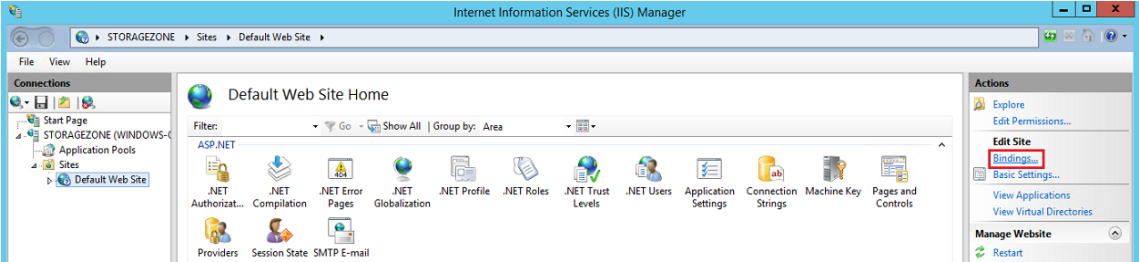 Internet Information Services (IIS) Manager
STORAGEZONE ▸ Sites ▸ Default Web Site ▸
File View Help
Connections
Start Page
STORAGEZONE (WINDOWS-
Application Pools
Sites
Default Web Site
Default Web Site Home
Filter: Go Show All Group by: Area
ASP.NET
.NET Authorizat...
.NET Compilation
.NET Error Pages
.NET Globalization
.NET Profile
.NET Roles
.NET Trust Levels
.NET Users
Application Settings
Connection Strings
Machine Key
Pages and Controls
Providers
Session State
SMTP E-mail
Actions
Explore
Edit Permissions...
Edit Site
Bindings...
Basic Settings...
View Applications
View Virtual Directories
Manage Website
Restart